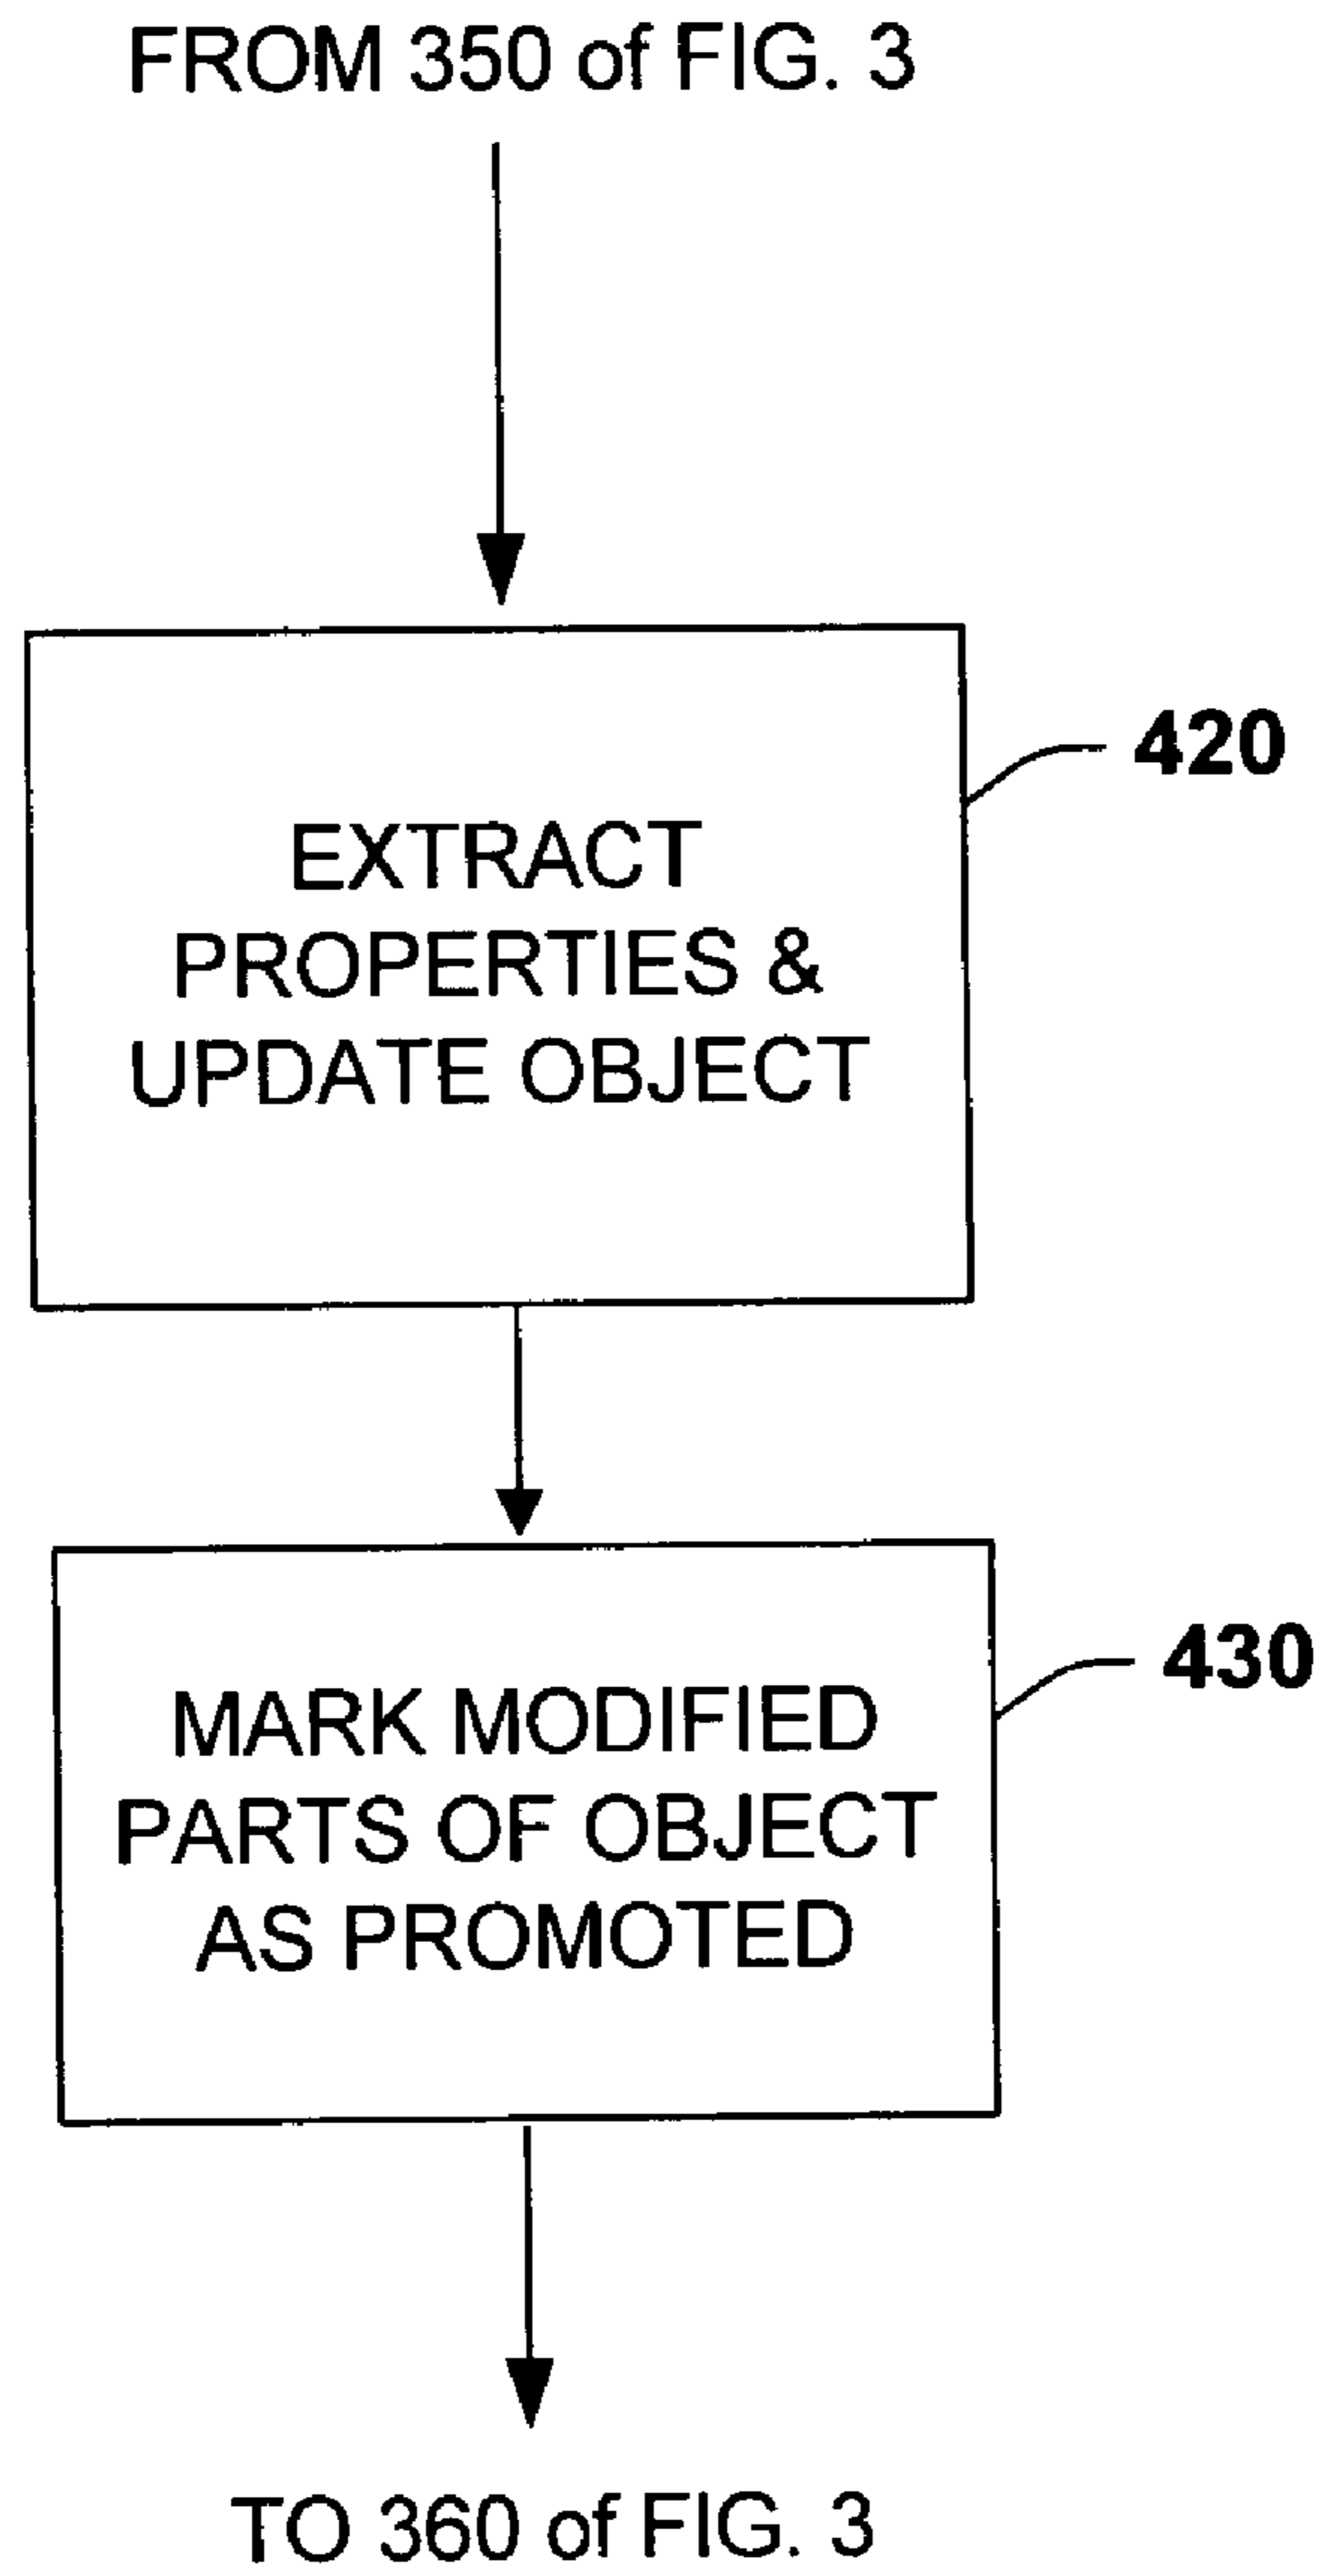 FROM 350 of FIG. 3
420
EXTRACT
PROPERTIES &
UPDATE OBJECT
430
MARK MODIFIED
PARTS OF OBJECT
AS PROMOTED
TO 360 of FIG. 3